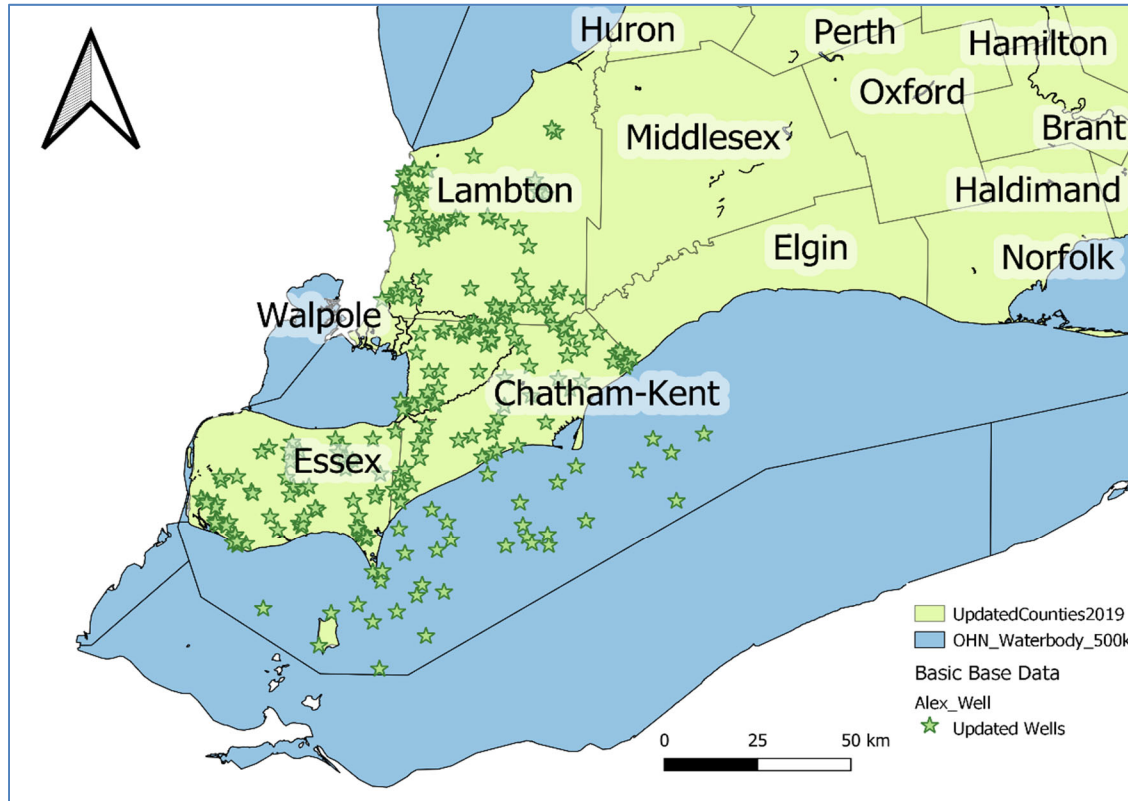 Huron
Perth
Hamilton
Oxford
Brant
Middlesex
Lambton
Haldimand
Elgin
Norfolk
Walpole
Chatham-Kent
Essex
UpdatedCounties2019
OHN_Waterbody_500k
Basic Base Data
Alex_Well
Updated Wells
0 25 50 km